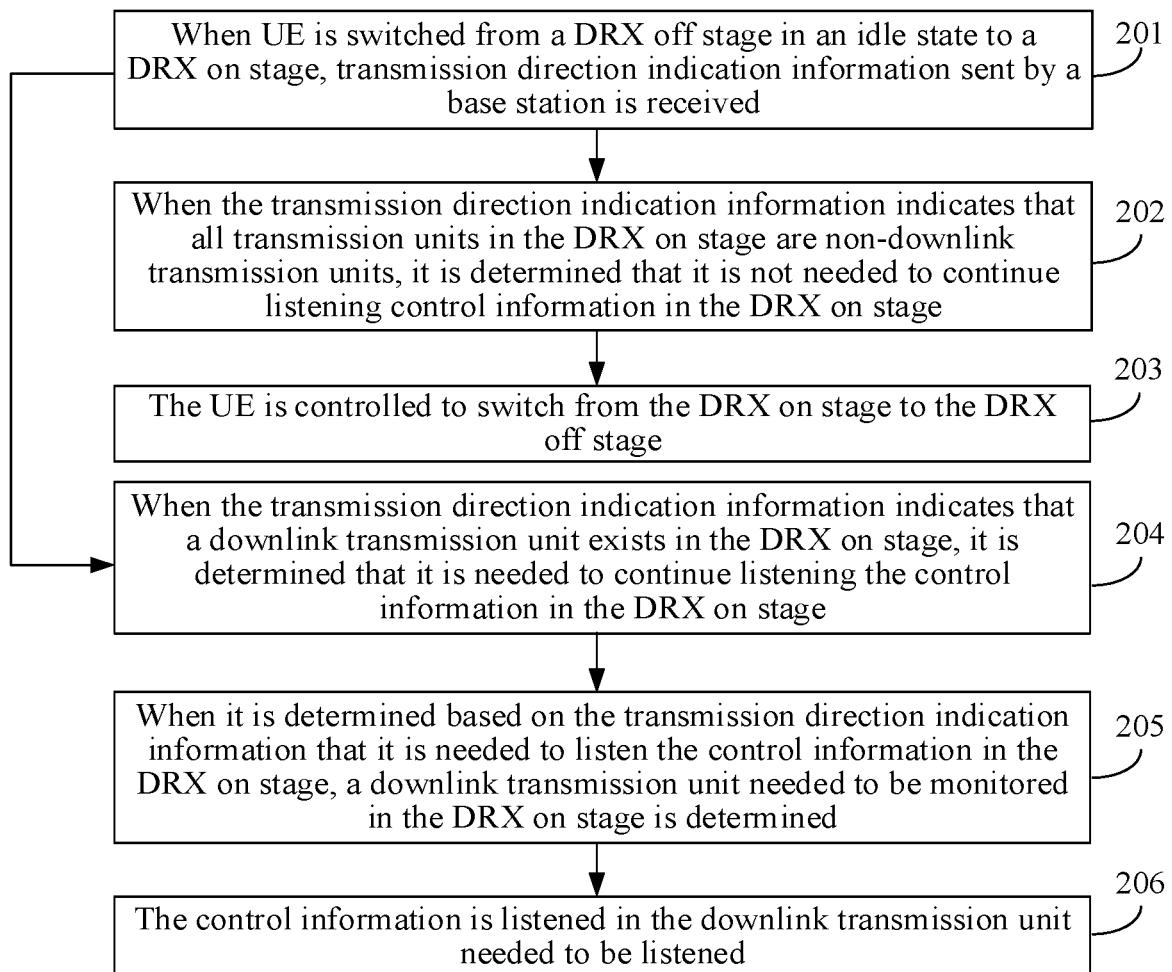 When UE is switched from a DRX off stage in an idle state to a
DRX on stage, transmission direction indication information sent by a
base station is received
201
When the transmission direction indication information indicates that
all transmission units in the DRX on stage are non-downlink
transmission units, it is determined that it is not needed to continue
listening control information in the DRX on stage
202
The UE is controlled to switch from the DRX on stage to the DRX
off stage
203
When the transmission direction indication information indicates that
a downlink transmission unit exists in the DRX on stage, it is
determined that it is needed to continue listening the control
information in the DRX on stage
204
When it is determined based on the transmission direction indication
information that it is needed to listen the control information in the
DRX on stage, a downlink transmission unit needed to be monitored
in the DRX on stage is determined
205
The control information is listened in the downlink transmission unit
needed to be listened
206